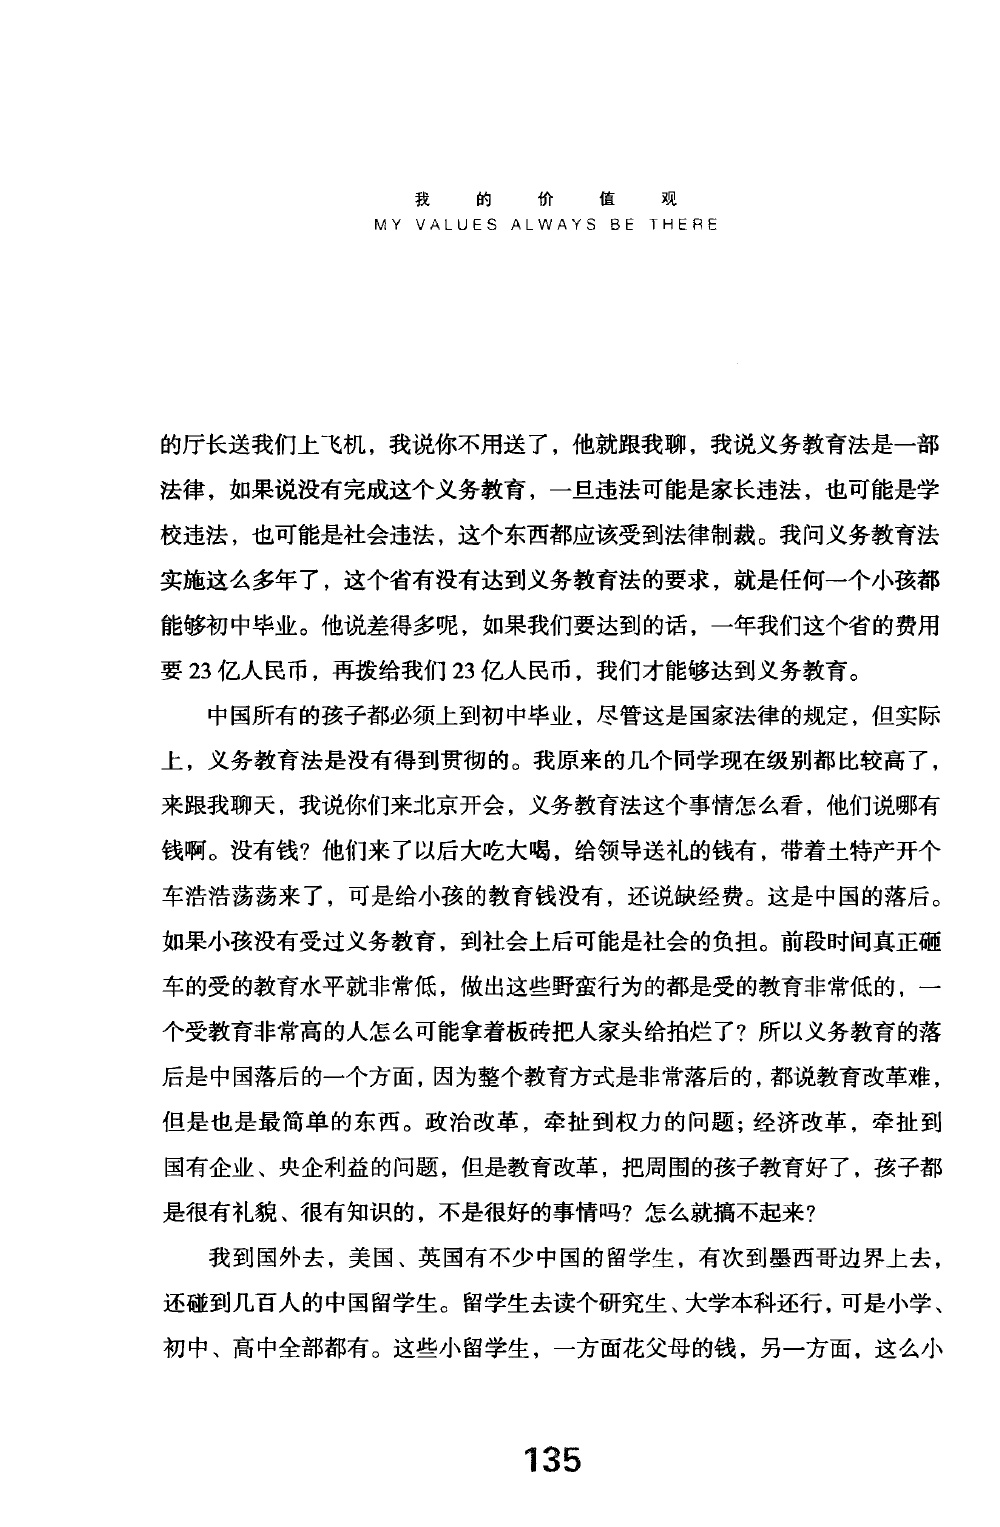 我的价值观
MY VALUES ALWAYS BE THERE
的厅长送我们上飞机，我说你不用送了，他就跟我聊，我说义务教育法是一部
法律，如果说没有完成这个义务教育，一旦违法可能是家长违法，也可能是学
校违法，也可能是社会违法，这个东西都应该受到法律制裁。我问义务教育法
实施这么多年了，这个省有没有达到义务教育法的要求，就是任何一个小孩都
能够初中毕业。他说差得多呢，如果我们要达到的话，一年我们这个省的费用
要23亿人民币，再拨给我们23亿人民币，我们才能够达到义务教育。
中国所有的孩子都必须上到初中毕业，尽管这是国家法律的规定，但实际
上，义务教育法是没有得到贯彻的。我原来的几个同学现在级别都比较高了，
来跟我聊天，我说你们来北京开会，义务教育法这个事情怎么看，他们说哪有
钱啊。没有钱？他们来了以后大吃大喝，给领导送礼的钱有，带着土特产开个
车浩浩荡荡来了，可是给小孩的教育钱没有，还说缺经费。这是中国的落后。
如果小孩没有受过义务教育，到社会上后可能是社会的负担。前段时间真正砸
车的受的教育水平就非常低，做出这些野蛮行为的都是受的教育非常低的，一
个受教育非常高的人怎么可能拿着板砖把人家头给拍烂了？所以义务教育的落
后是中国落后的一个方面，因为整个教育方式是非常落后的，都说教育改革难，
但是也是最简单的东西。政治改革，牵扯到权力的问题；经济改革，牵扯到
国有企业、央企利益的问题，但是教育改革，把周围的孩子教育好了，孩子都
是很有礼貌、很有知识的，不是很好的事情吗？怎么就搞不起来？
我到国外去，美国、英国有不少中国的留学生，有次到墨西哥边界上去，
还碰到几百人的中国留学生。留学生去读个研究生、大学本科还行，可是小学、
初中、高中全部都有。这些小留学生，一方面花父母的钱，另一方面，这么小
135